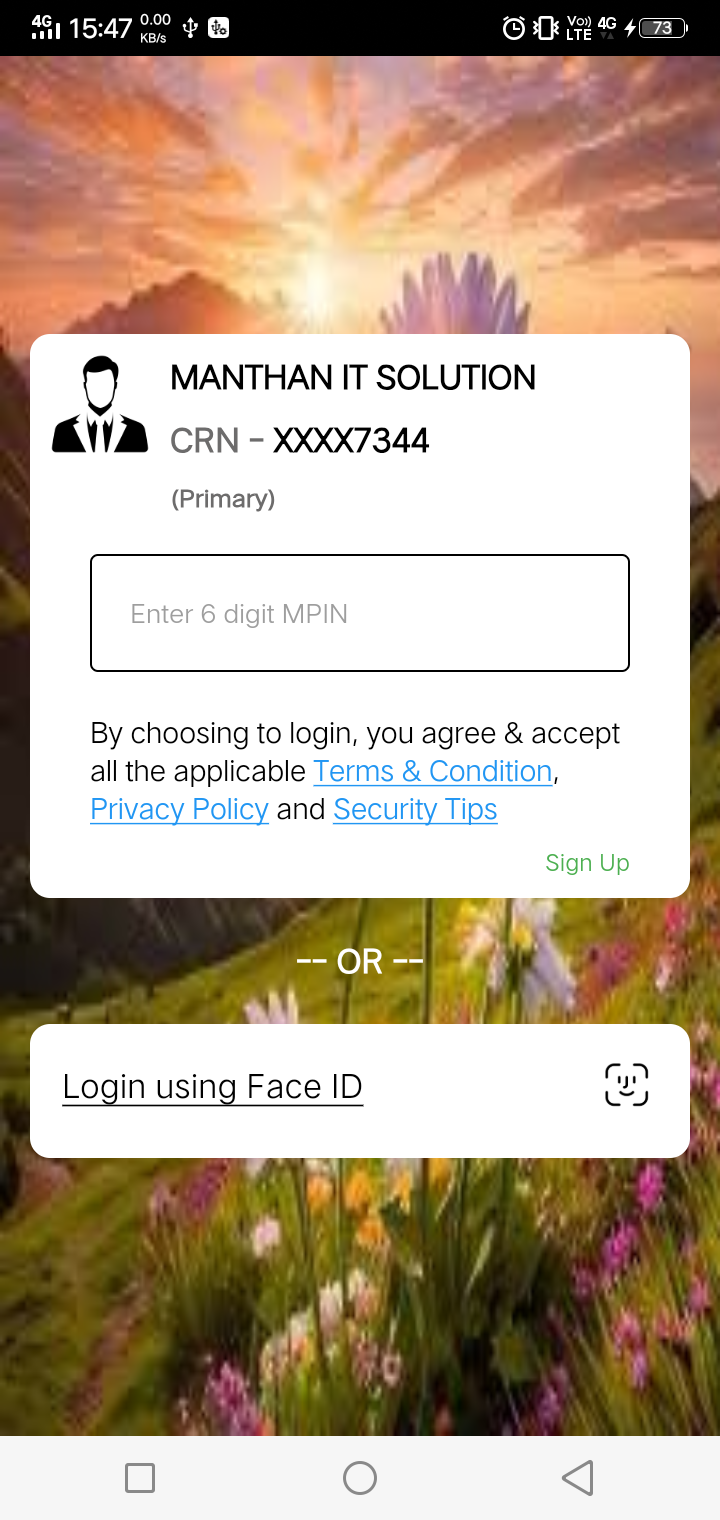 4G 15:47 0.00 KB/s Vo)) LTE 4G 73
MANTHAN IT SOLUTION
CRN - XXXX7344
(Primary)
Enter 6 digit MPIN
By choosing to login, you agree & accept
all the applicable Terms & Condition,
Privacy Policy and Security Tips
Sign Up
-- OR --
Login using Face ID